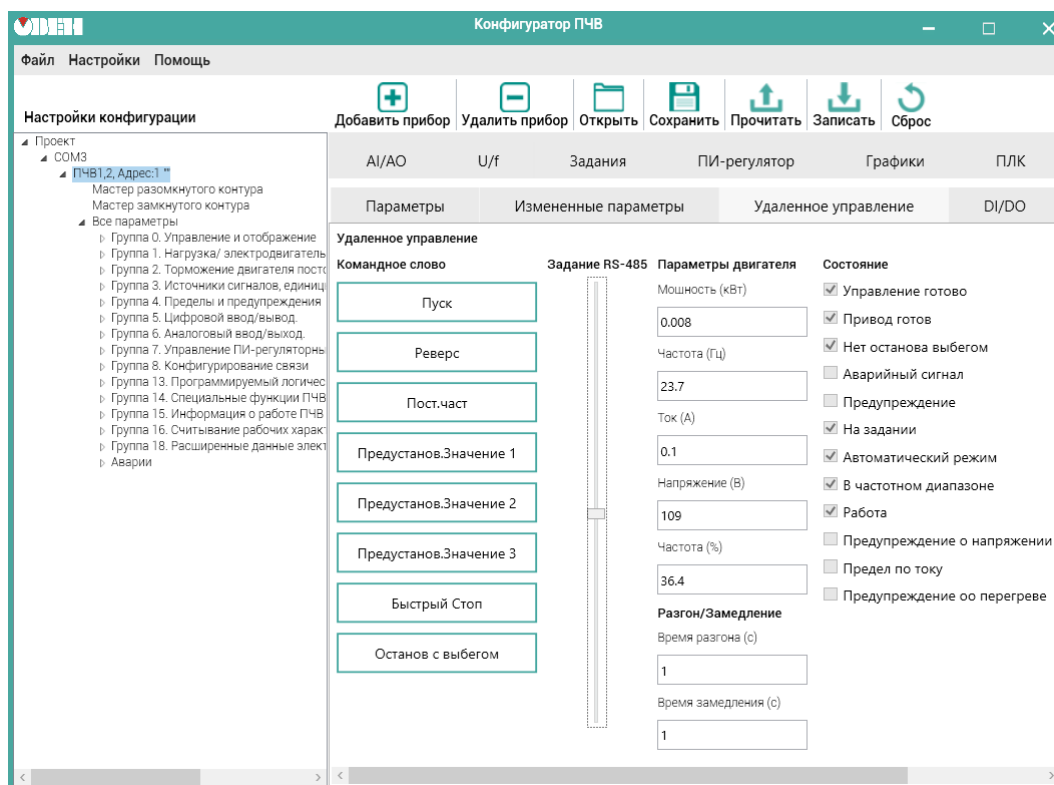 ОВЕН
Конфигуратор ПЧВ
Файл Настройки Помощь
Настройки конфигурации
Добавить прибор Удалить прибор Открыть Сохранить Прочитать Записать Сброс
Проект
COM3
ПЧВ1,2, Адрес:1 ""
Мастер разомкнутого контура
Мастер замкнутого контура
Все параметры
Группа 0. Управление и отображение
Группа 1. Нагрузка/ электродвигатель
Группа 2. Торможение двигателя посто
Группа 3. Источники сигналов, единиц
Группа 4. Пределы и предупреждения
Группа 5. Цифровой ввод/вывод.
Группа 6. Аналоговый ввод/выход.
Группа 7. Управление ПИ-регуляторны
Группа 8. Конфигурирование связи
Группа 13. Программируемый логичес
Группа 14. Специальные функции ПЧВ
Группа 15. Информация о работе ПЧВ
Группа 16. Считывание рабочих характ
Группа 18. Расширенные данные элект
Аварии
AI/AO U/f Задания ПИ-регулятор Графики ПЛК
Параметры Измененные параметры Удаленное управление DI/DO
Удаленное управление
Командное слово
Пуск
Реверс
Пост.част
Предустанов.Значение 1
Предустанов.Значение 2
Предустанов.Значение 3
Быстрый Стоп
Останов с выбегом
Задание RS-485
Параметры двигателя
Мощность (кВт)
0.008
Частота (Гц)
23.7
Ток (А)
0.1
Напряжение (В)
109
Частота (%)
36.4
Разгон/Замедление
Время разгона (с)
1
Время замедления (с)
1
Состояние
Управление готово
Привод готов
Нет останова выбегом
Аварийный сигнал
Предупреждение
На задании
Автоматический режим
В частотном диапазоне
Работа
Предупреждение о напряжении
Предел по току
Предупреждение оо перегреве